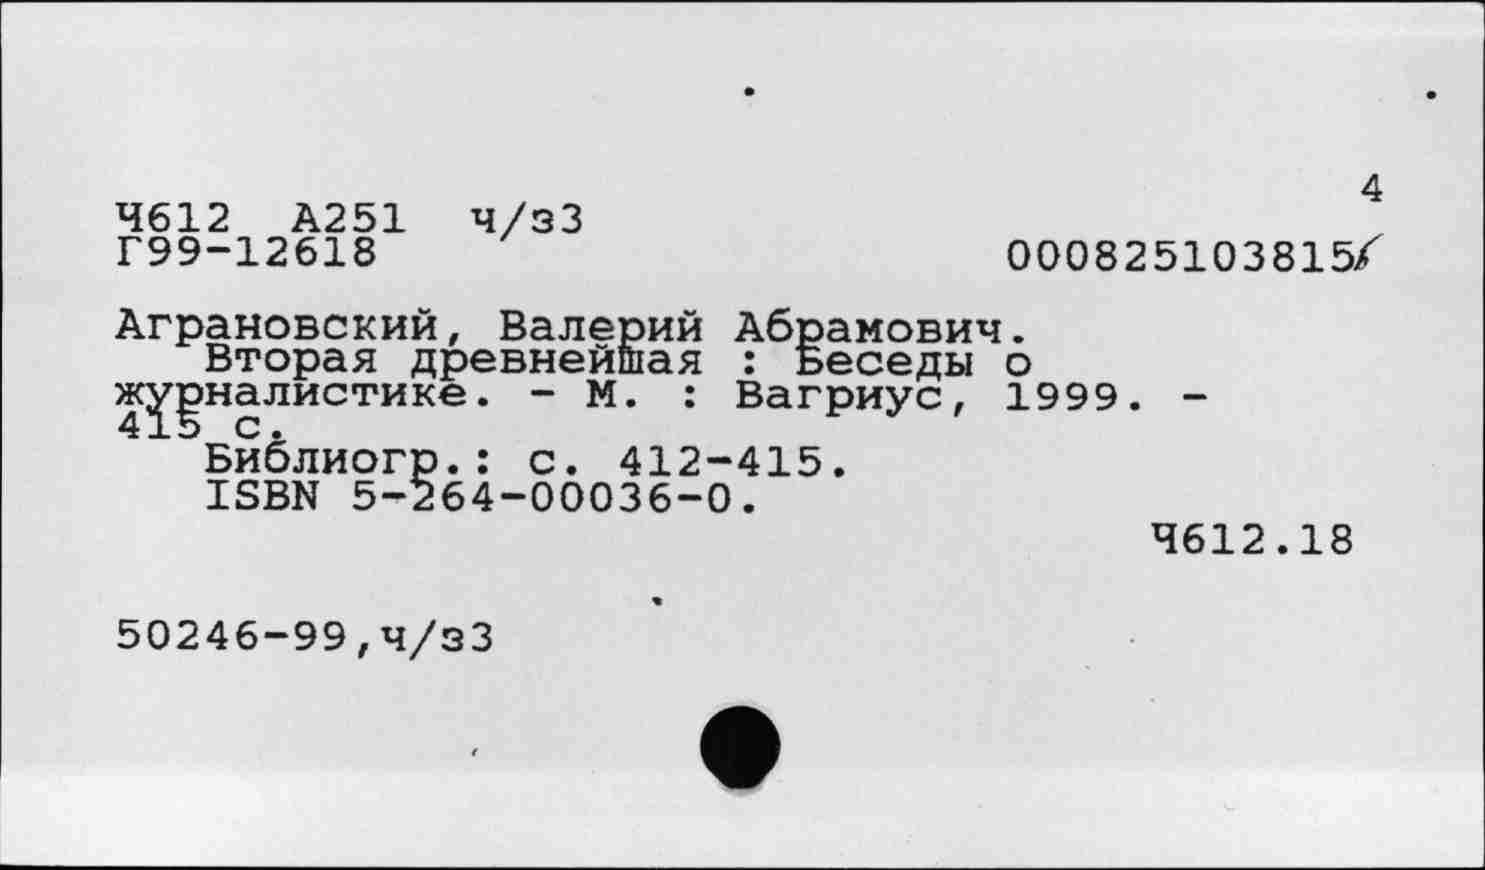 4
Ч612 А251 ч/з3
Г99-12618 000825103815/
Аграновский, Валерий Абрамович.
Вторая древнейшая : Беседы о
журналистике. - М. : Вагриус, 1999. -
415 с.
Библиогр.: с. 412-415.
ISBN 5-264-00036-0.
Ч612.18
50246-99,ч/з3